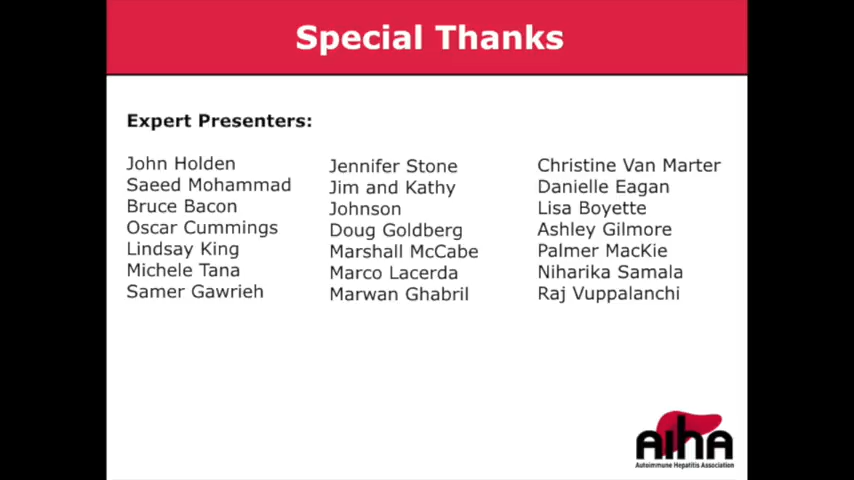 Special Thanks
Expert Presenters:
John Holden
Saeed Mohammad
Bruce Bacon
Oscar Cummings
Lindsay King
Michele Tana
Samer Gawrieh
Jennifer Stone
Jim and Kathy
Johnson
Doug Goldberg
Marshall McCabe
Marco Lacerda
Marwan Ghabril
Christine Van Marter
Danielle Eagan
Lisa Boyette
Ashley Gilmore
Palmer MacKie
Niharika Samala
Raj Vuppalanchi
AIHA
Autoimmune Hepatitis Association